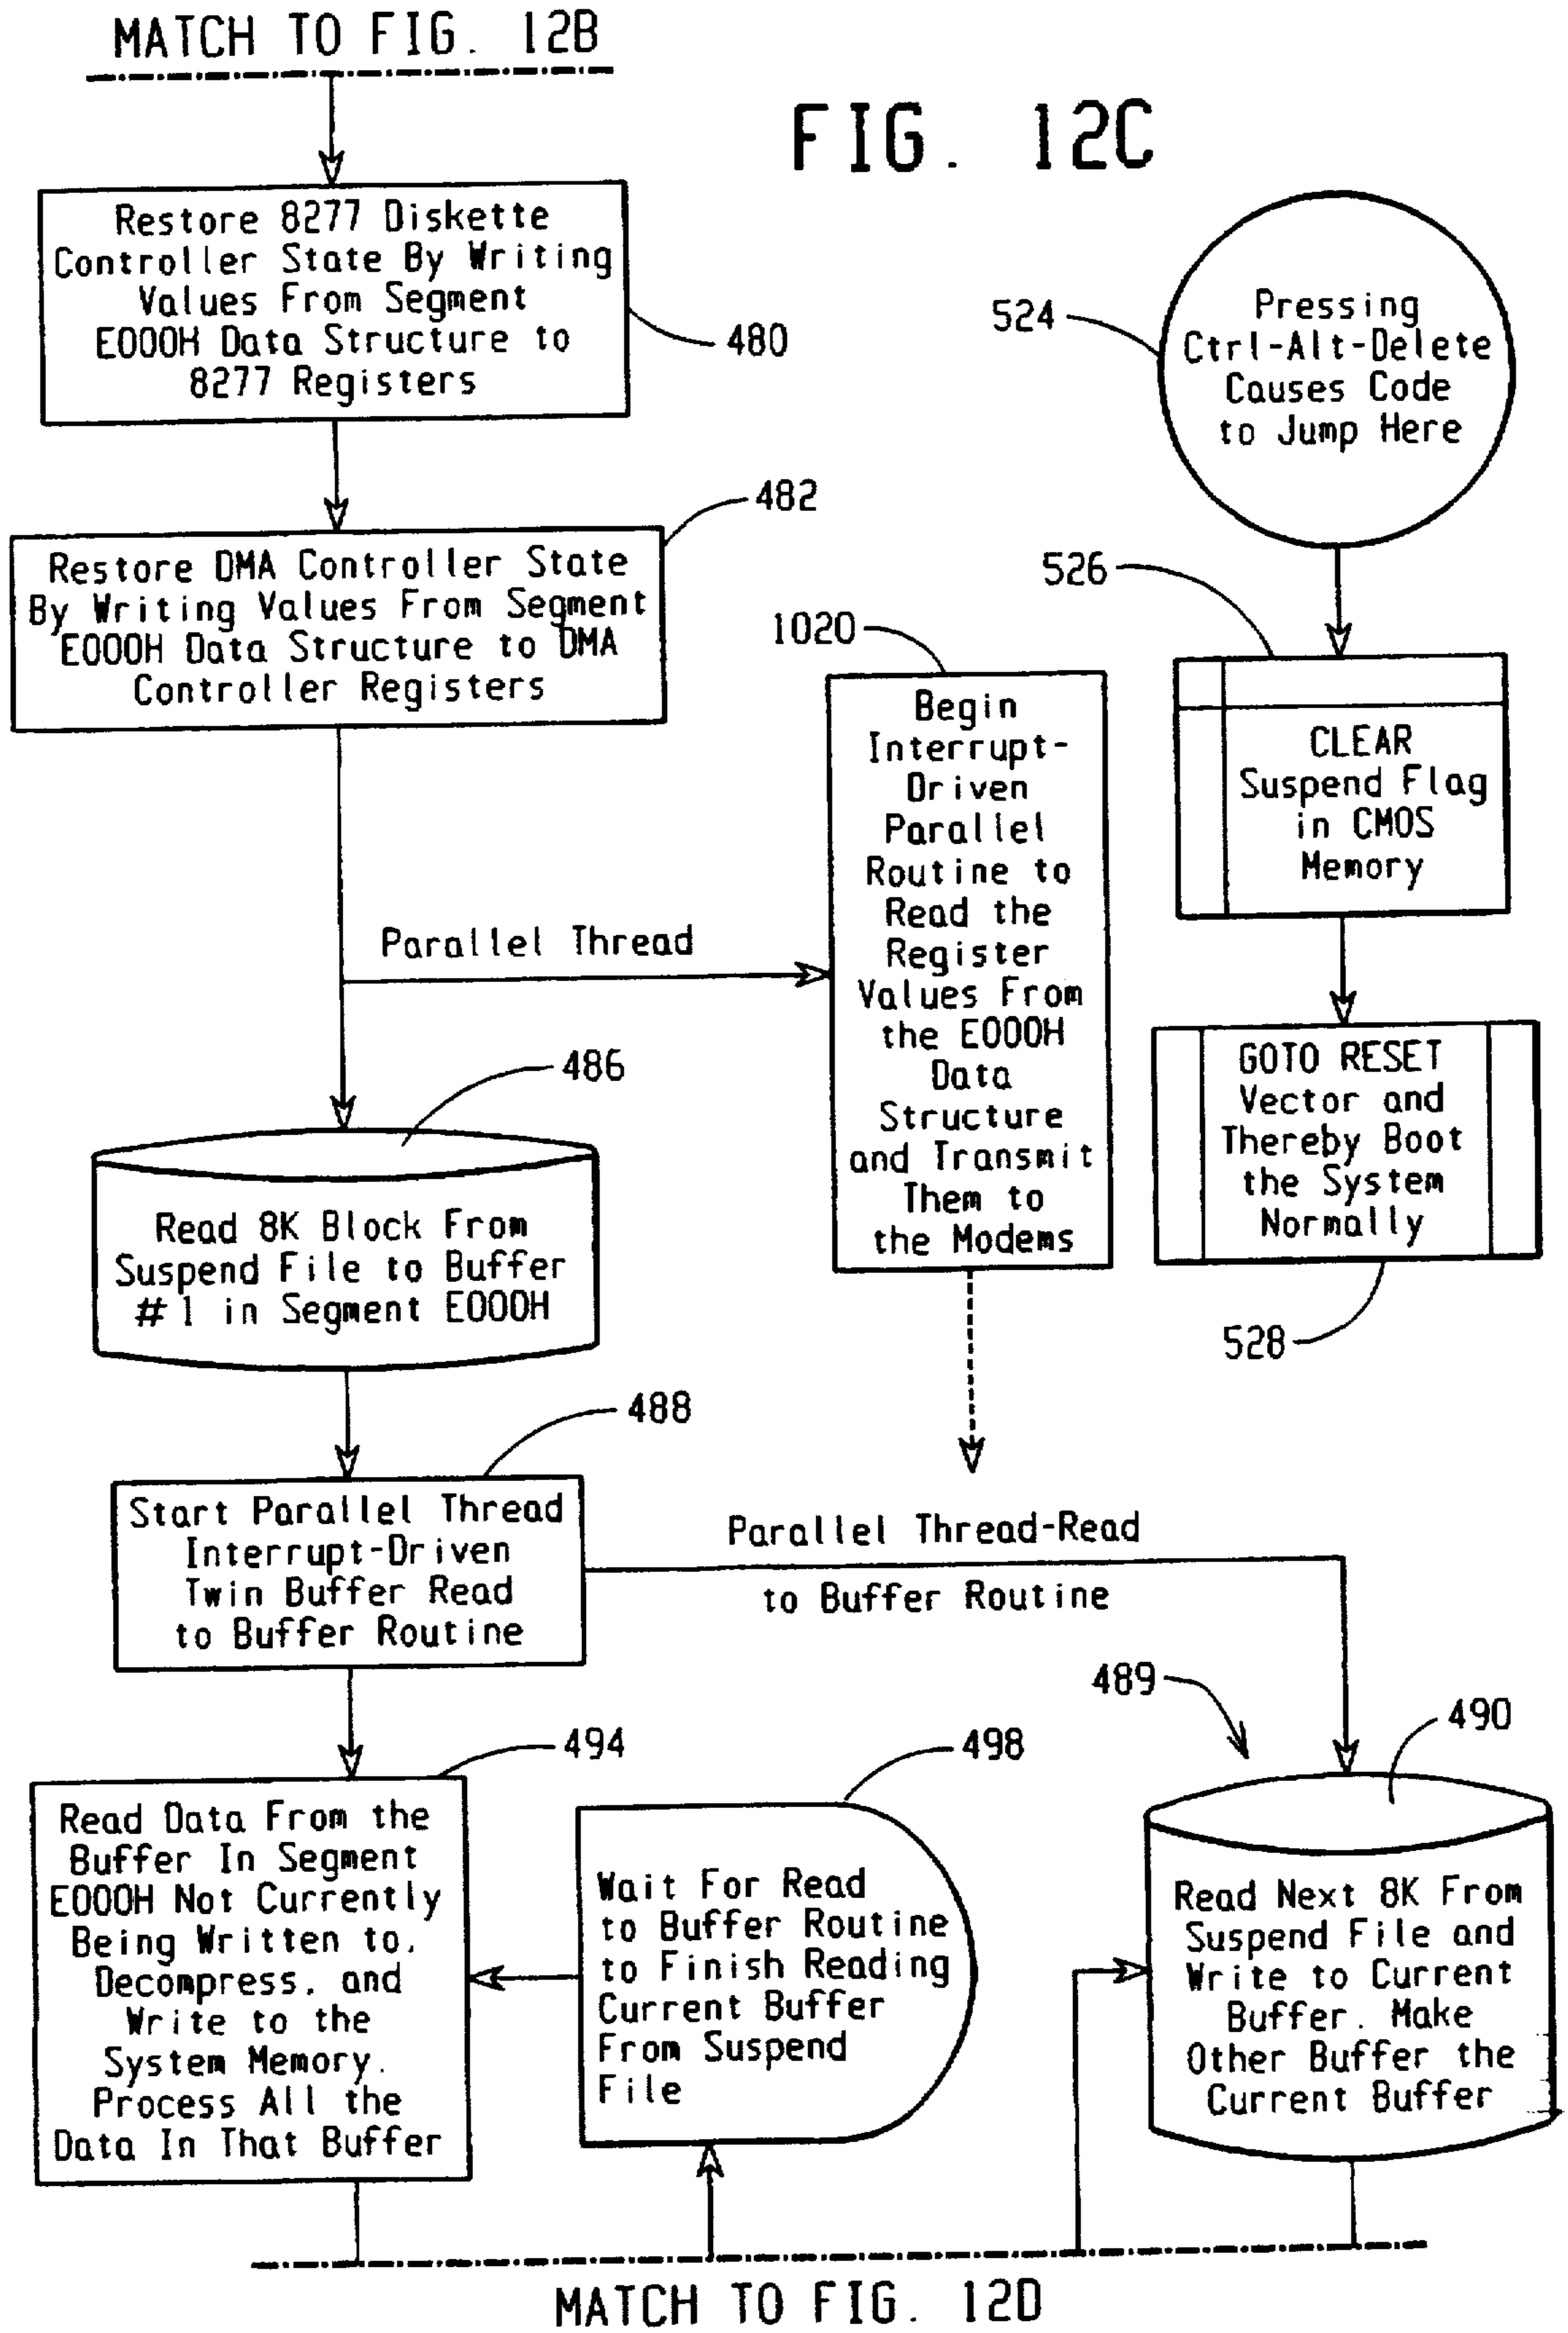 MATCH TO FIG. 12B
FIG. 12C
Restore 8277 Diskette
Controller State By Writing
Values From Segment
E000H Data Structure to
8277 Registers
480
524
Pressing
Ctrl-Alt-Delete
Causes Code
to Jump Here
482
Restore DMA Controller State
By Writing Values From Segment
E000H Data Structure to DMA
Controller Registers
526
CLEAR
Suspend Flag
in CMOS
Memory
1020
Begin
Interrupt-
Driven
Parallel
Routine to
Read the
Register
Values From
the E000H
Data
Structure
and Transmit
Them to
the Modems
Parallel Thread
GOTO RESET
Vector and
Thereby Boot
the System
Normally
528
486
Read 8K Block From
Suspend File to Buffer
#1 in Segment E000H
488
Start Parallel Thread
Interrupt-Driven
Twin Buffer Read
to Buffer Routine
Parallel Thread-Read
to Buffer Routine
489
490
494
498
Read Data From the
Buffer In Segment
E000H Not Currently
Being Written to,
Decompress, and
Write to the
System Memory.
Process All the
Data In That Buffer
Wait For Read
to Buffer Routine
to Finish Reading
Current Buffer
From Suspend
File
Read Next 8K From
Suspend File and
Write to Current
Buffer. Make
Other Buffer the
Current Buffer
MATCH TO FIG. 12D